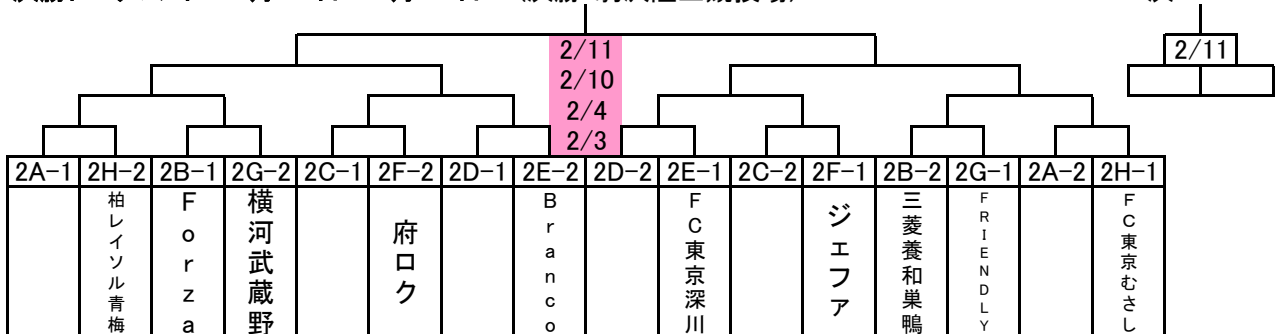 2/11
2/11
2/10
2/4
2/3
2A-1 2H-2 2B-1 2G-2 2C-1 2F-2 2D-1 2E-2 2D-2 2E-1 2C-2 2F-1 2B-2 2G-1 2A-2 2H-1
柏レイソル青梅
Forza
横河武蔵野
府ロク
Branco
FC東京深川
ジェファ
三菱養和巣鴨
FRIENDLY
FC東京むさし